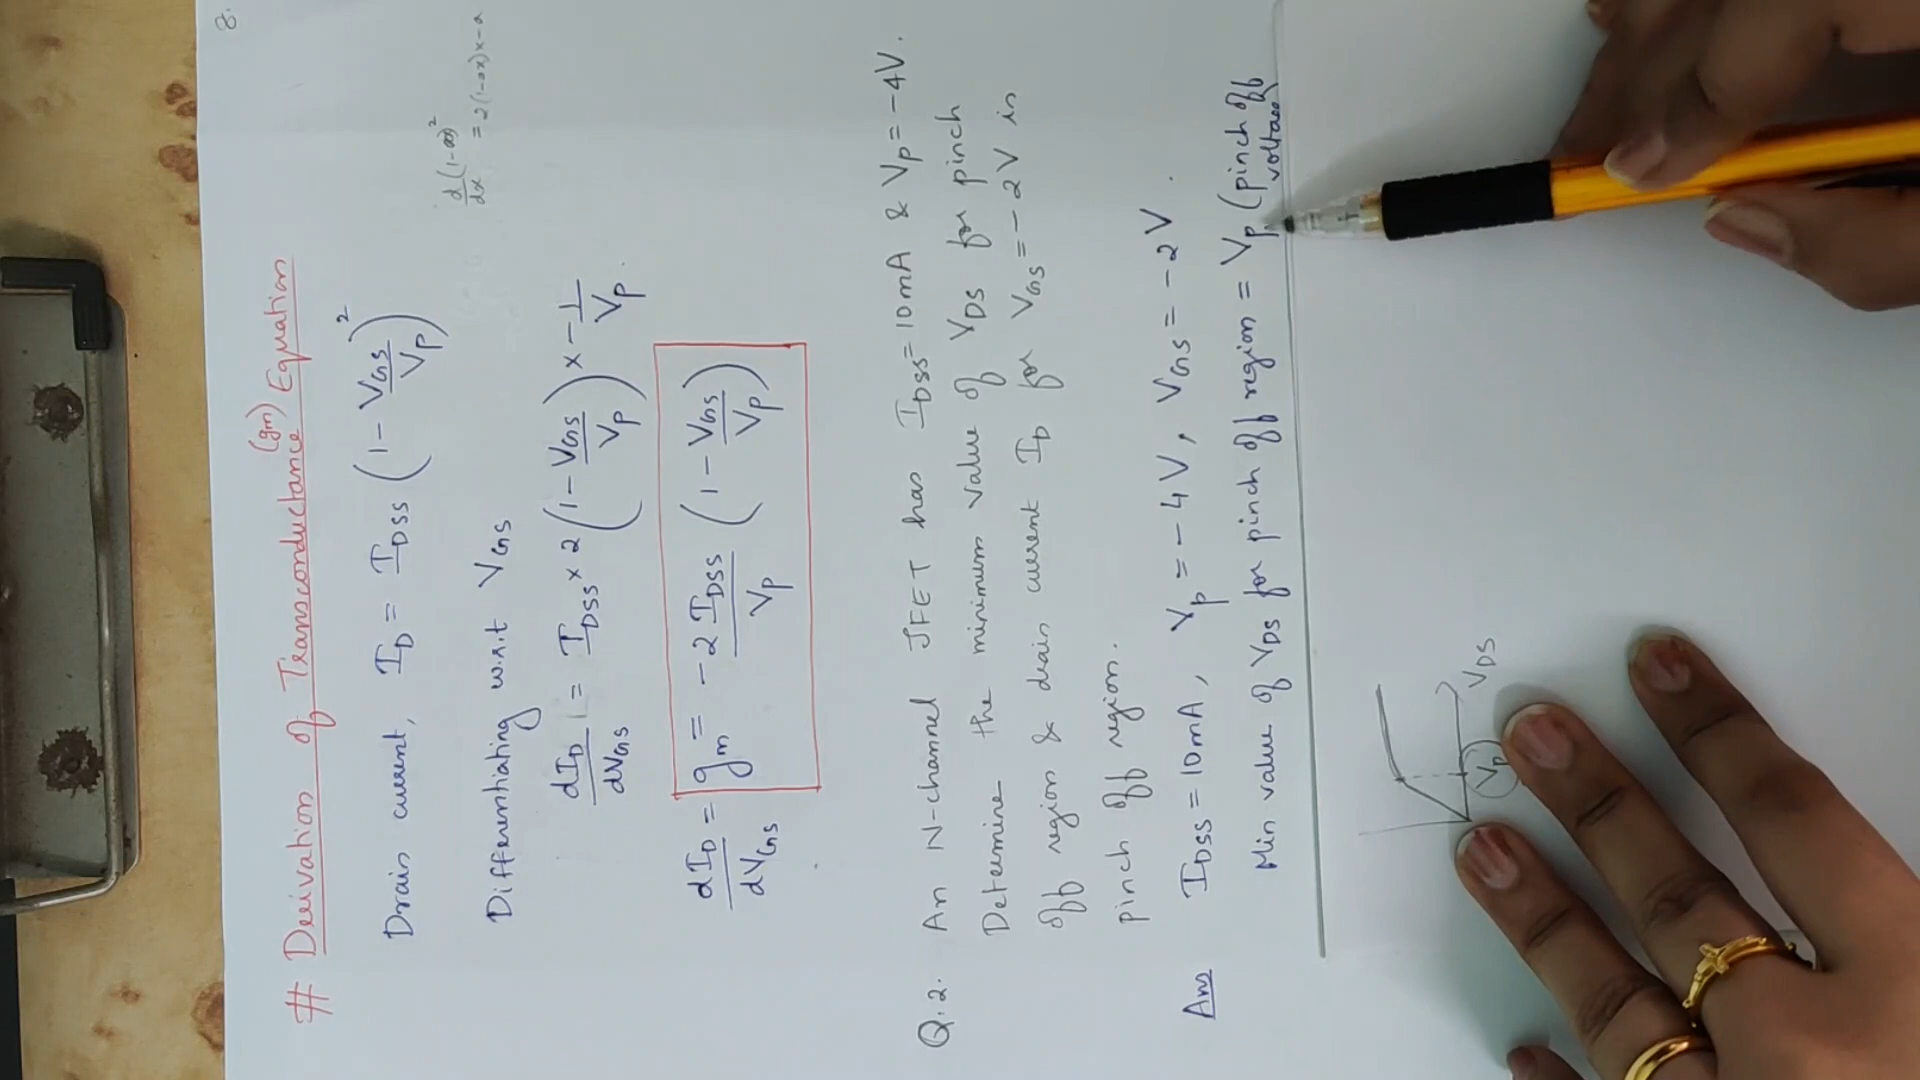 8.
# Derivation of Transconductance (gm) Equation
Drain current, I_D = I_DSS (1 - V_GS/V_P)²
d/dx (1-ax)²
= 2(1-ax) x-a
Differentiating w.r.t V_GS
dI_D/dV_GS = I_DSS x 2 (1 - V_GS/V_P) x - 1/V_P.
dI_D/dV_GS = g_m = -2 I_DSS/V_P (1 - V_GS/V_P)
Q.2. An N-channel JFET has I_DSS = 10mA & V_P = -4V.
Determine the minimum value of V_DS for pinch
off region & drain current I_D for V_GS = -2V in
pinch off region.
Ans I_DSS = 10mA, V_P = -4V, V_GS = -2V.
Min value of V_DS for pinch off region = V_P (pinch off
voltage
V_DS
V_P